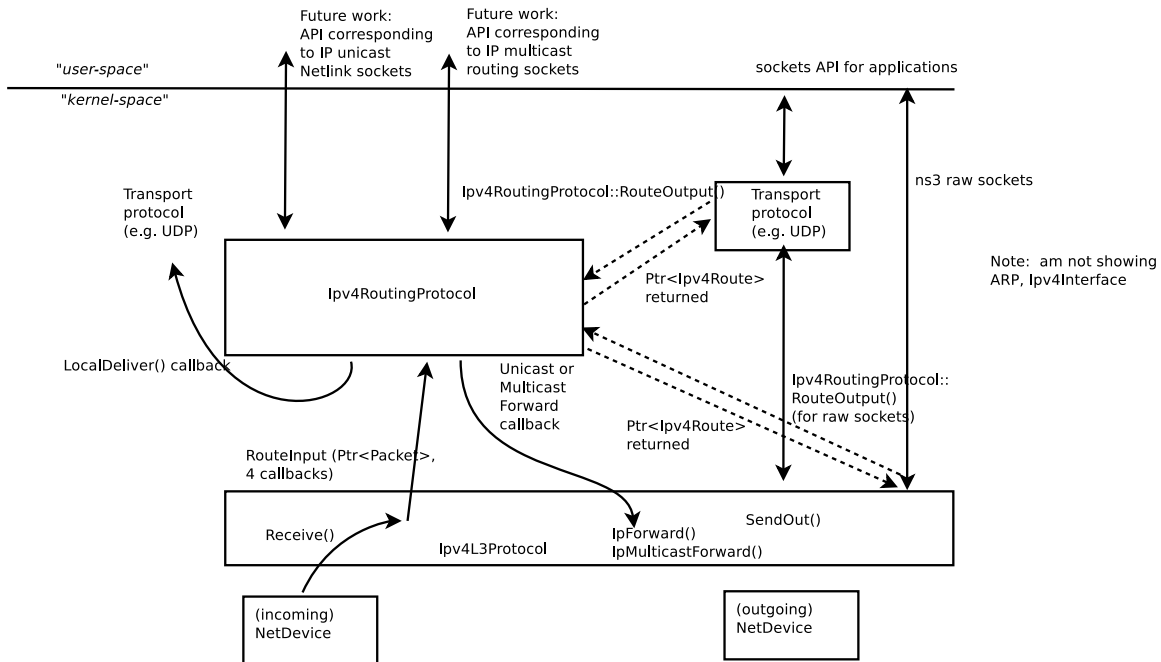 Future work:
API corresponding
to IP unicast
Netlink sockets
Future work:
API corresponding
to IP multicast
routing sockets
"user-space"
sockets API for applications
"kernel-space"
Transport
protocol
(e.g. UDP)
Ipv4RoutingProtocol::RouteOutput()
Transport
protocol
(e.g. UDP)
ns3 raw sockets
Note:  am not showing
ARP, Ipv4Interface
Ipv4RoutingProtocol
Ptr<Ipv4Route>
returned
LocalDeliver() callback
Unicast or
Multicast
Forward
callback
Ipv4RoutingProtocol::
RouteOutput()
(for raw sockets)
Ptr<Ipv4Route>
returned
RouteInput (Ptr<Packet>,
4 callbacks)
Receive()
Ipv4L3Protocol
IpForward()
IpMulticastForward()
SendOut()
(incoming)
NetDevice
(outgoing)
NetDevice